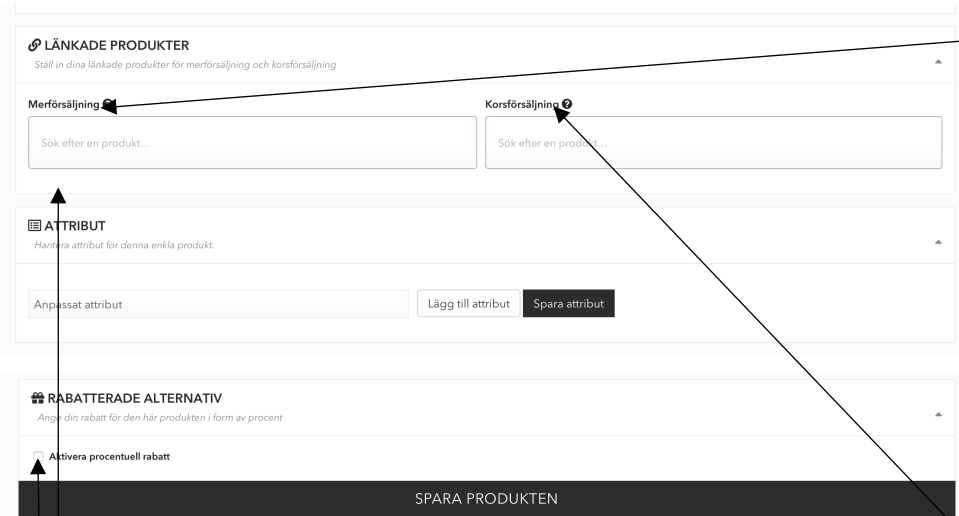 LÄNKADE PRODUKTER
Ställ in dina länkade produkter för merförsäljning och korsförsäljning
Merförsäljning
Korsförsäljning
Sök efter en produkt...
Sök efter en produkt...
ATTRIBUT
Hantera attribut för denna enkla produkt.
Anpassat attribut
Lägg till attribut
Spara attribut
RABATTERADE ALTERNATIV
Ange din rabatt för den här produkten i form av procent
Aktivera procentuell rabatt
SPARA PRODUKTEN